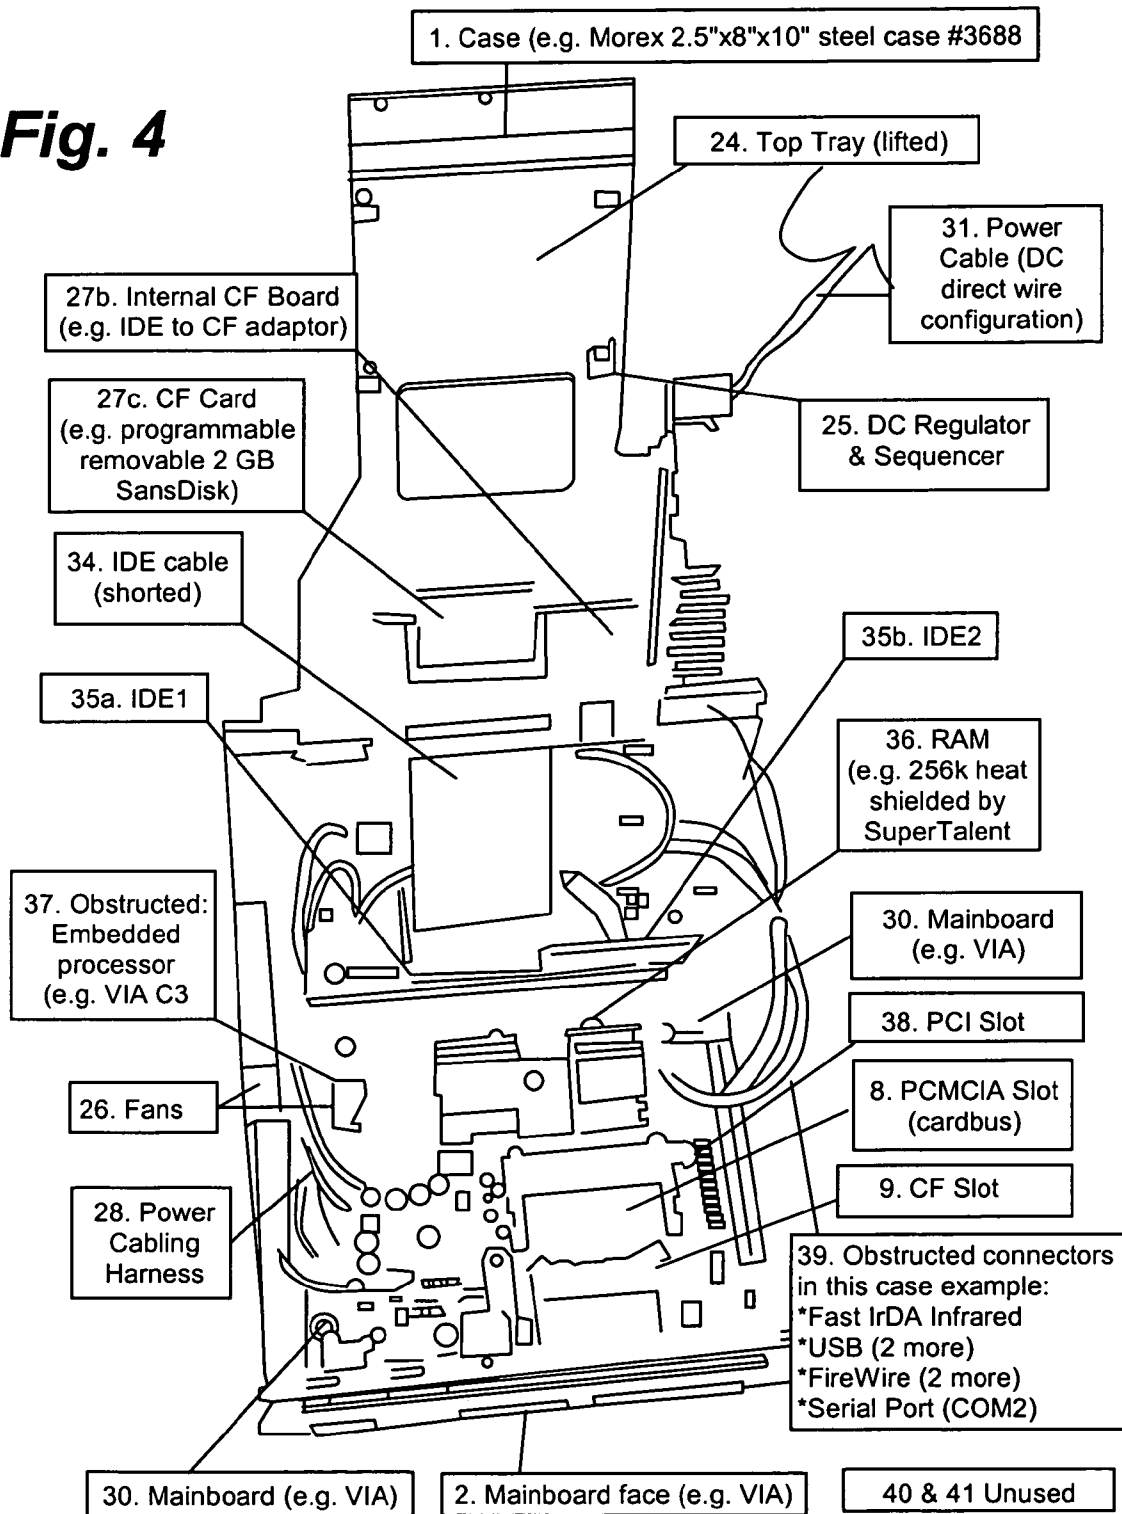 1. Case (e.g. Morex 2.5"x8"x10" steel case #3688
Fig. 4
24. Top Tray (lifted)
31. Power
Cable (DC
direct wire
configuration)
27b. Internal CF Board
(e.g. IDE to CF adaptor)
27c. CF Card
(e.g. programmable
removable 2 GB
SansDisk)
25. DC Regulator
& Sequencer
34. IDE cable
(shorted)
35b. IDE2
35a. IDE1
36. RAM
(e.g. 256k heat
shielded by
SuperTalent
37. Obstructed:
Embedded
processor
(e.g. VIA C3
30. Mainboard
(e.g. VIA)
38. PCI Slot
26. Fans
8. PCMCIA Slot
(cardbus)
9. CF Slot
28. Power
Cabling
Harness
39. Obstructed connectors
in this case example:
*Fast IrDA Infrared
*USB (2 more)
*FireWire (2 more)
*Serial Port (COM2)
30. Mainboard (e.g. VIA)
2. Mainboard face (e.g. VIA)
40 & 41 Unused